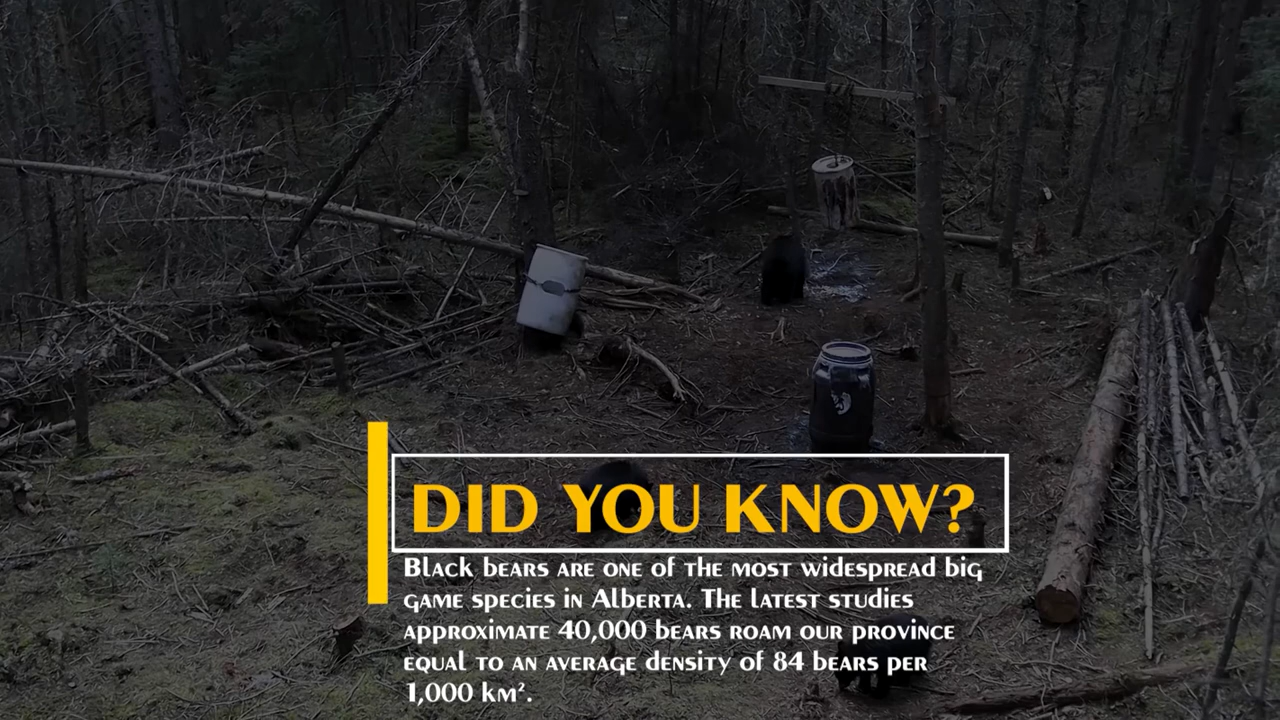 DID YOU KNOW?
Black bears are one of the most widespread big
game species in Alberta. The latest studies
approximate 40,000 bears roam our province
equal to an average density of 84 bears per
1,000 km².